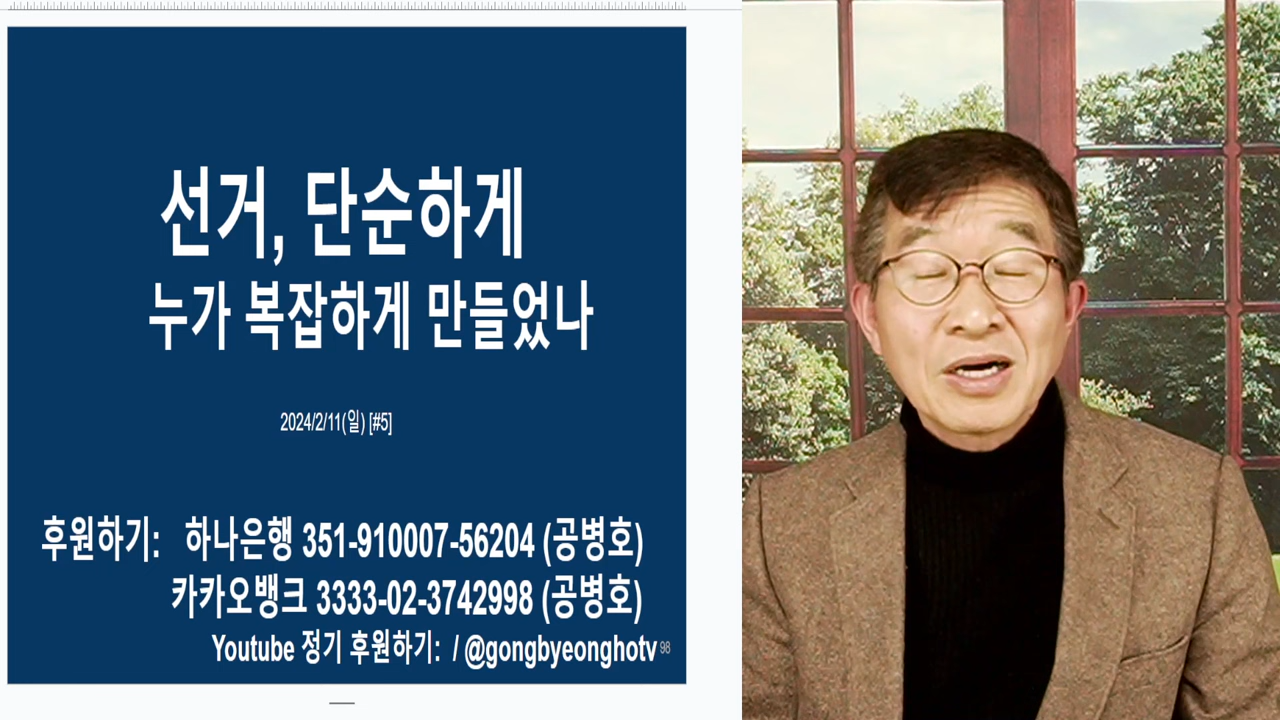 선거, 단순하게
누가 복잡하게 만들었나
2024/2/11(일) [#5]
후원하기: 하나은행 351-910007-56204 (공병호)
카카오뱅크 3333-02-3742998 (공병호)
Youtube 정기 후원하기: / @gongbyeonghotv 98